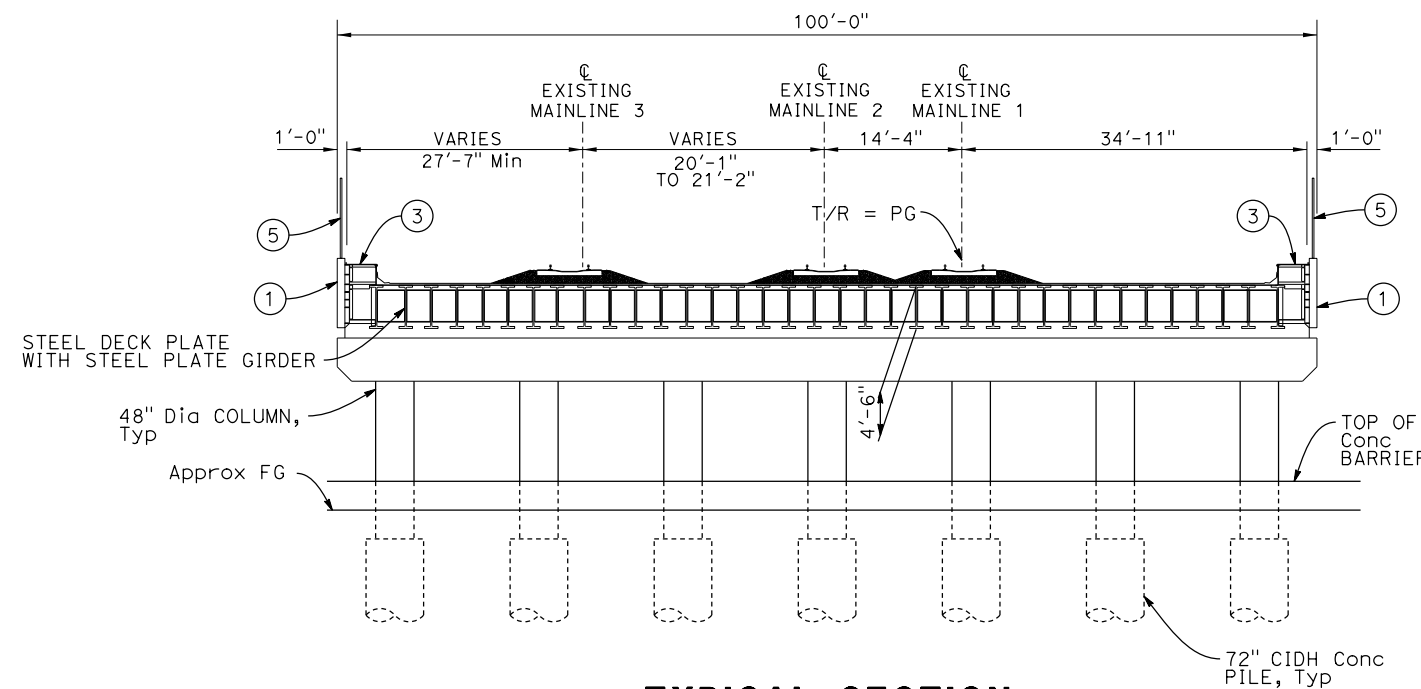 100'-0"
℄
EXISTING
MAINLINE 3
℄
EXISTING
MAINLINE 2
℄
EXISTING
MAINLINE 1
1'-0"
VARIES
27'-7" Min
VARIES
20'-1"
TO 21'-2"
14'-4"
34'-11"
1'-0"
T/R = PG
5
3
3
5
1
1
STEEL DECK PLATE
WITH STEEL PLATE GIRDER
4'-6"
48" Dia COLUMN,
Typ
TOP OF
Conc
BARRIER
Approx FG
72" CIDH Conc
PILE, Typ
TYPICAL SECTION